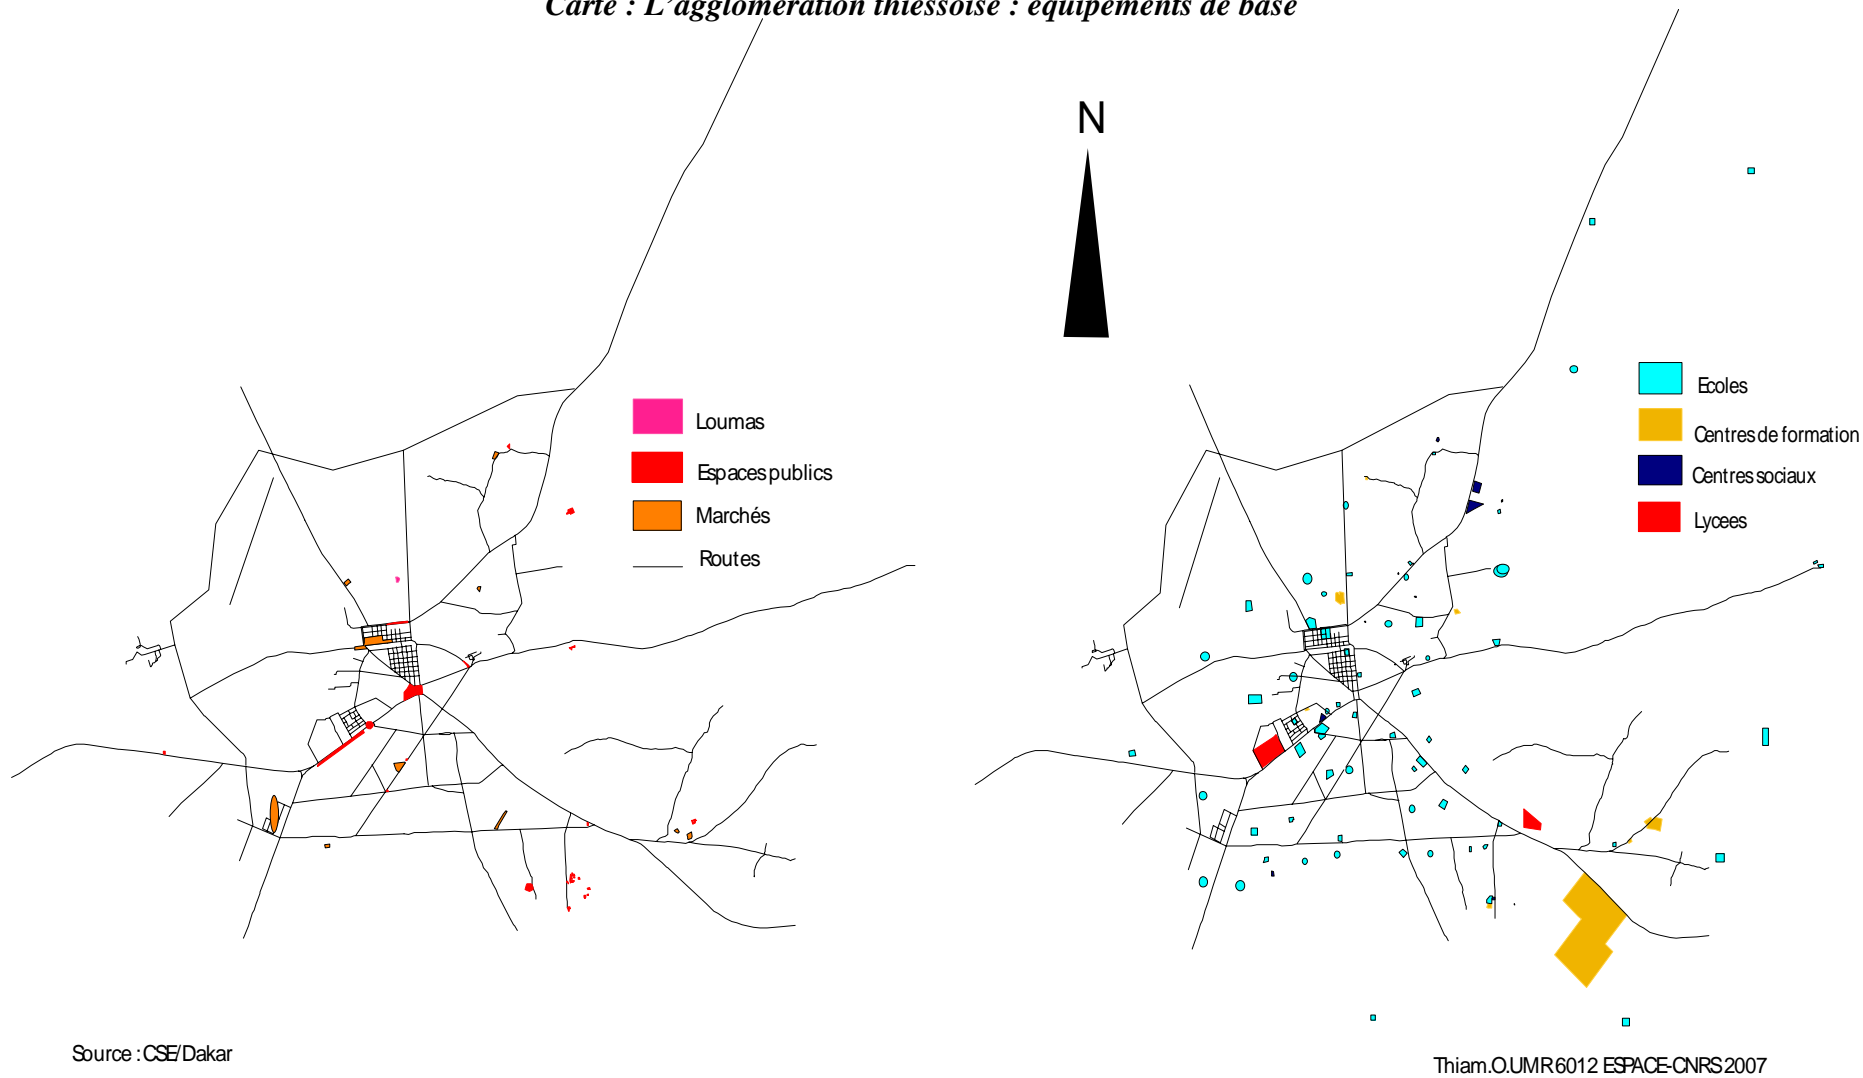 Carte : L'agglomération thiessoise : équipements de base
N
Loumas
Espaces publics
Marchés
Routes
Ecoles
Centres de formation
Centres sociaux
Lycees
Source : CSE/Dakar
Thiam.O.UMR 6012 ESPACE-CNRS 2007